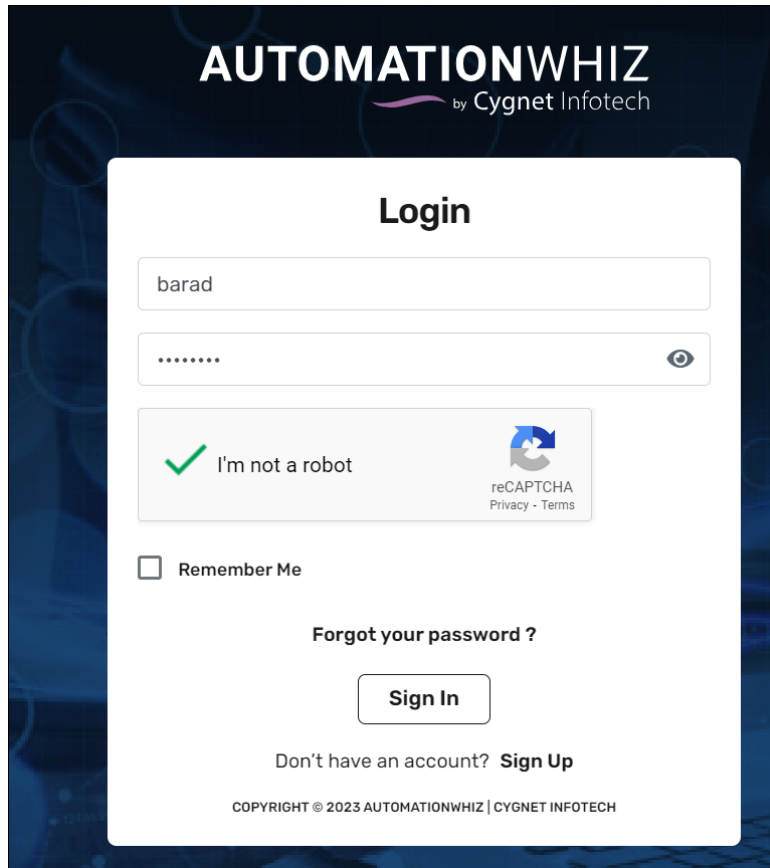 AUTOMATIONWHIZ
by Cygnet Infotech
Login
barad
••••••••
I'm not a robot
reCAPTCHA
Privacy - Terms
Remember Me
Forgot your password ?
Sign In
Don't have an account? Sign Up
COPYRIGHT © 2023 AUTOMATIONWHIZ | CYGNET INFOTECH